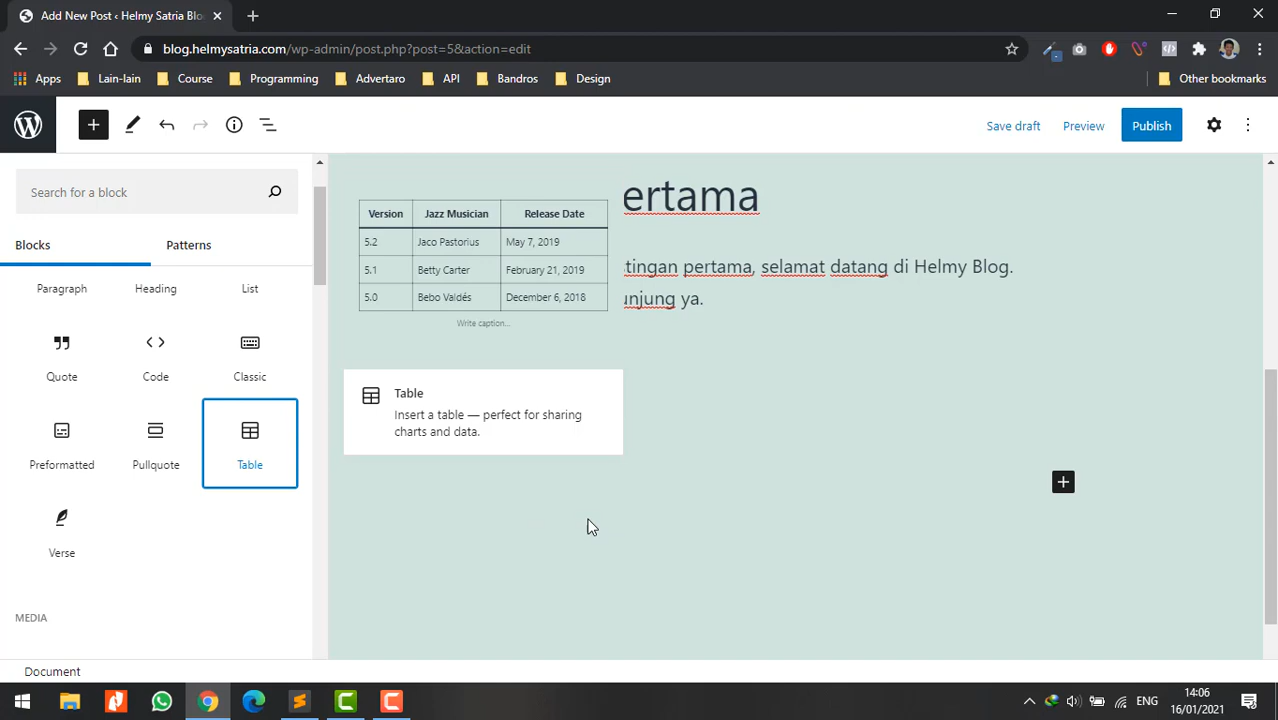 Add New Post ‹ Helmy Satria Blo
blog.helmysatria.com/wp-admin/post.php?post=5&action=edit
Apps Lain-lain Course Programming Advertaro API Bandros Design Other bookmarks
Save draft Preview Publish
Search for a block
Blocks Patterns
Paragraph Heading List
Quote Code Classic
Preformatted Pullquote Table
Verse
MEDIA
Document
Version Jazz Musician Release Date
5.2 Jaco Pastorius May 7, 2019
5.1 Betty Carter February 21, 2019
5.0 Bebo Valdés December 6, 2018
Write caption...
Table
Insert a table — perfect for sharing
charts and data.
ertama
tingan pertama, selamat datang di Helmy Blog.
unjung ya.
ENG
14:06
16/01/2021